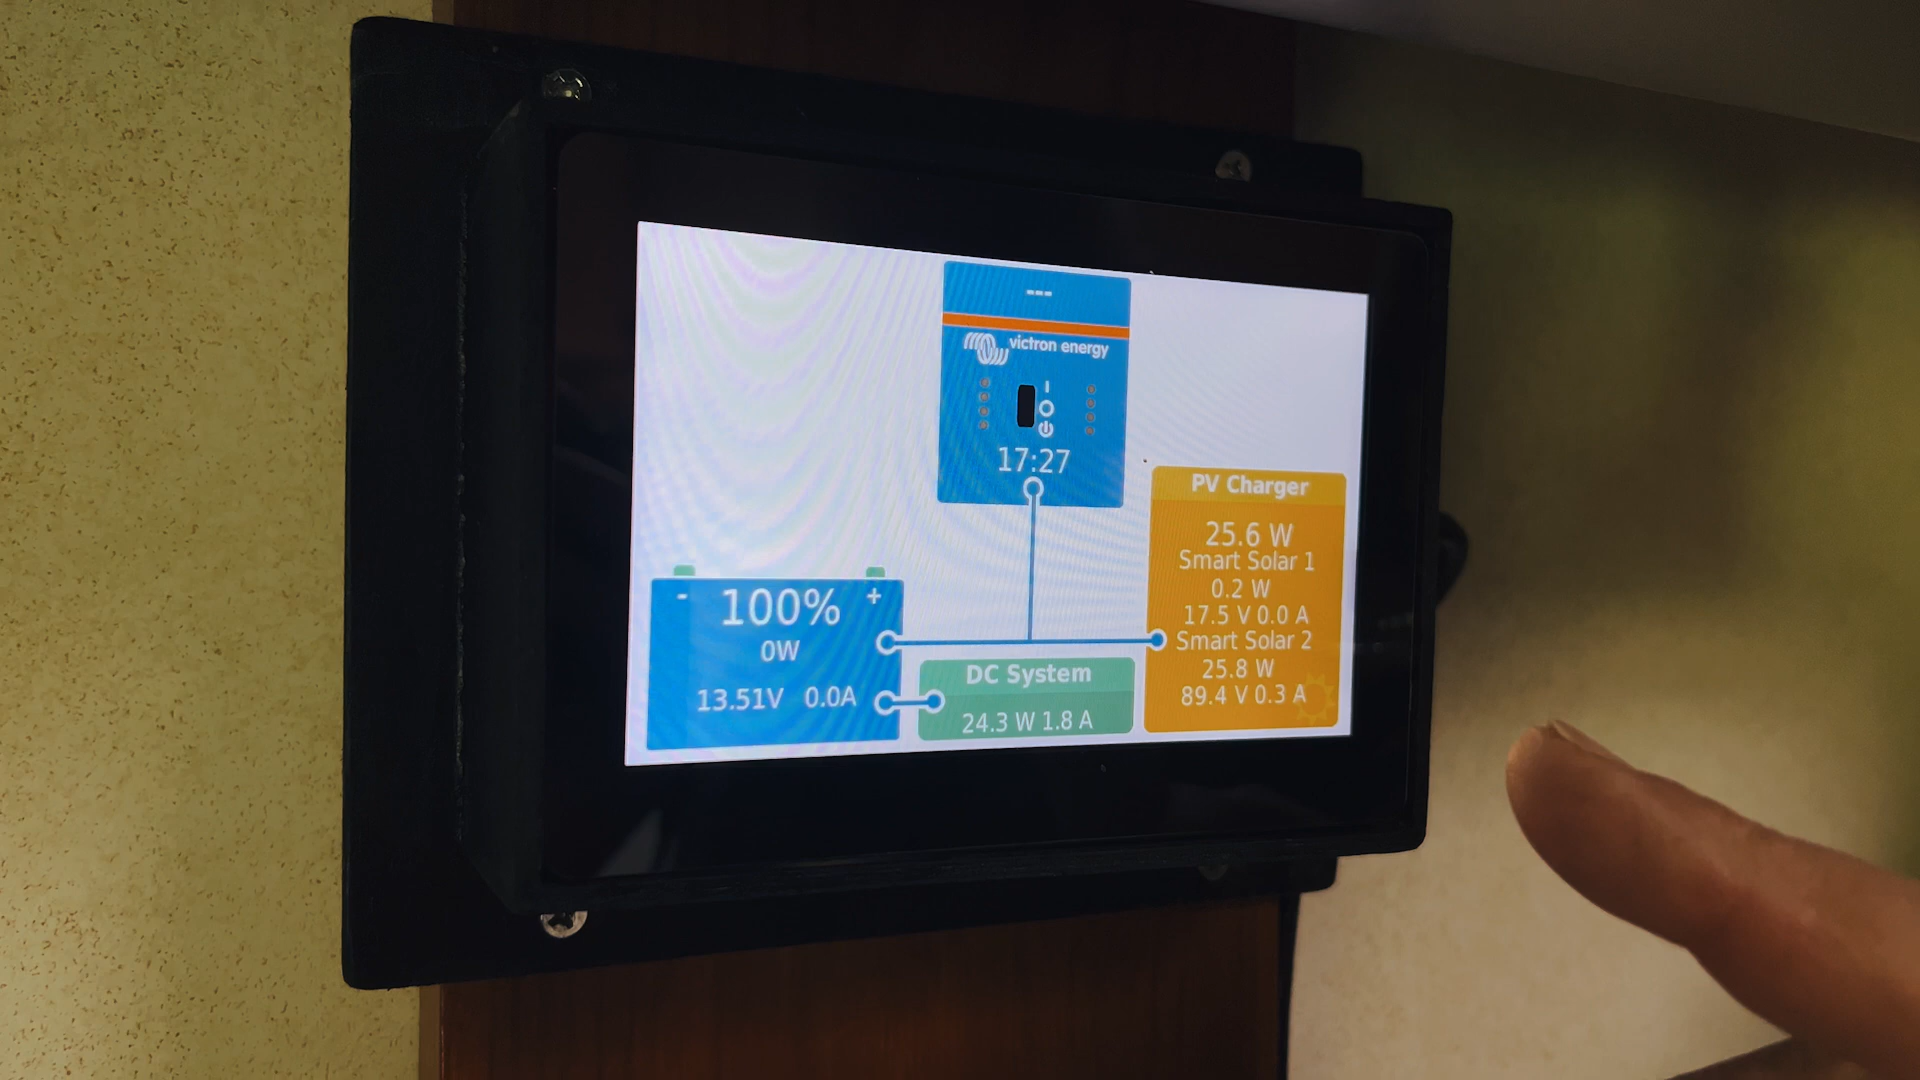 ---
victron energy
17:27
PV Charger
25.6 W
Smart Solar 1
0.2 W
17.5 V 0.0 A
Smart Solar 2
25.8 W
89.4 V 0.3 A
- 100% +
0W
13.51V 0.0A
DC System
24.3 W 1.8 A